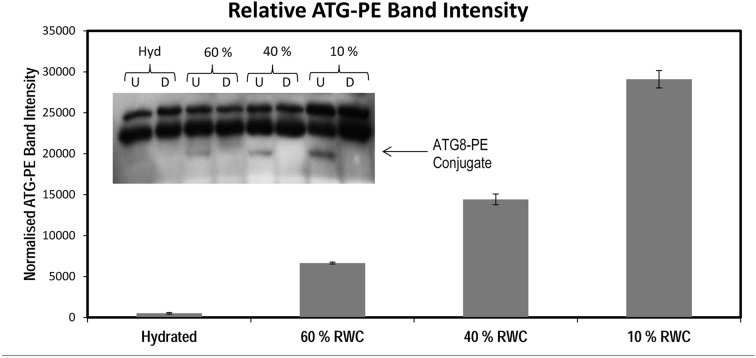 Relative ATG-PE Band Intensity
Normalised ATG-PE Band Intensity
35000
30000
25000
20000
15000
10000
5000
0
Hyd 60 % 40 % 10 %
U D U D U D U D
ATG8-PE
Conjugate
Hydrated 60 % RWC 40 % RWC 10 % RWC